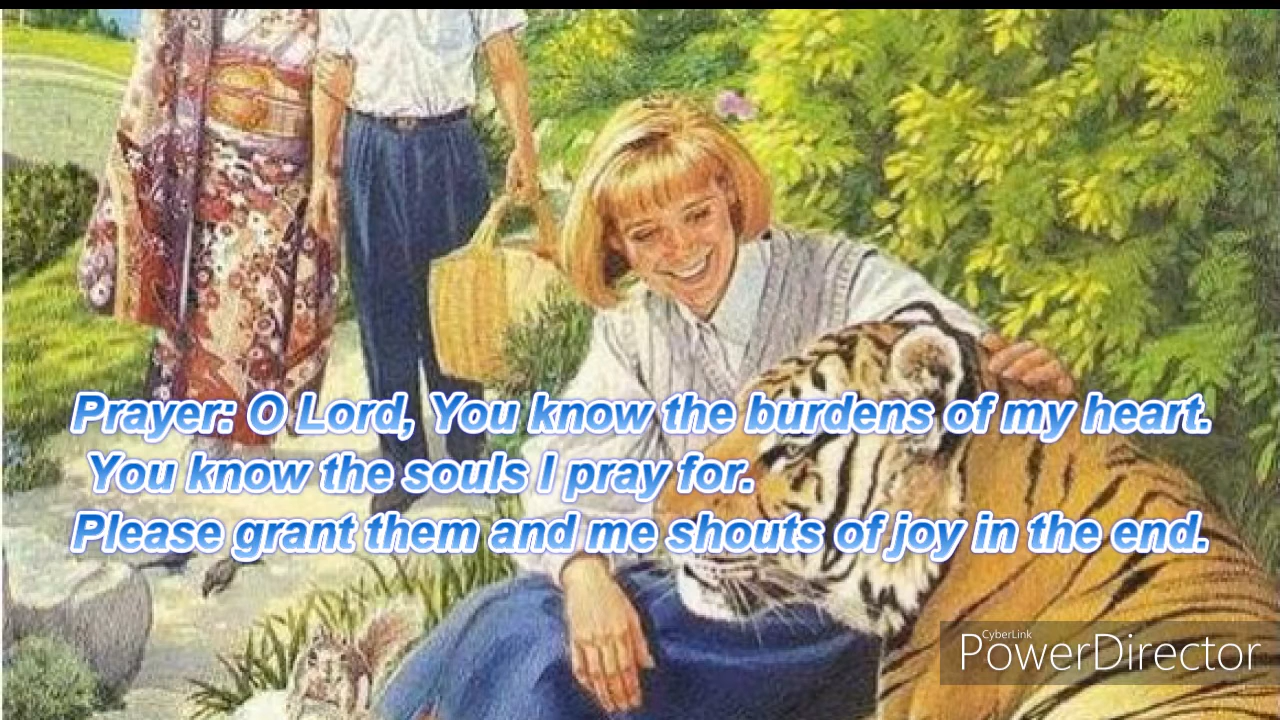 Prayer: O Lord, You know the burdens of my heart.
You know the souls I pray for.
Please grant them and me shouts of joy in the end.
CyberLink
PowerDirector